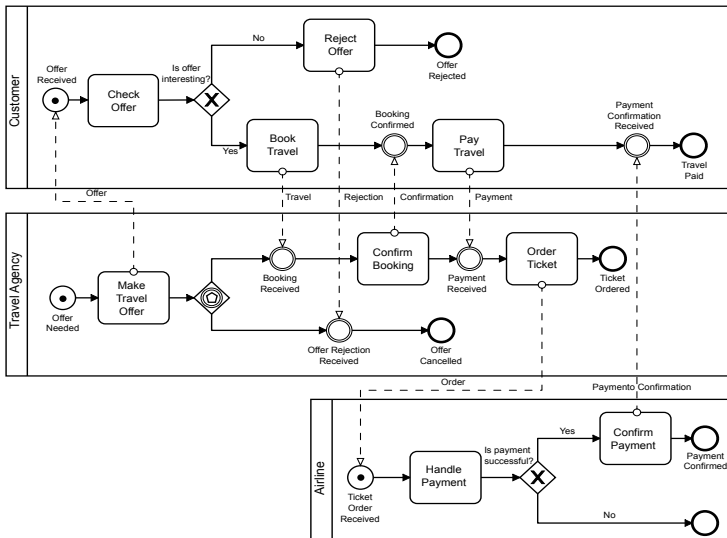 Customer
Offer
Received
Check
Offer
Is offer
interesting?
No
Reject
Offer
Offer
Rejected
Yes
Book
Travel
Booking
Confirmed
Pay
Travel
Payment
Confirmation
Received
Travel
Paid
Offer
Travel
Rejection
Confirmation
Payment
Travel Agency
Offer
Needed
Make
Travel
Offer
Booking
Received
Confirm
Booking
Payment
Received
Order
Ticket
Ticket
Ordered
Offer Rejection
Received
Offer
Cancelled
Order
Paymento Confirmation
Airline
Ticket
Order
Received
Handle
Payment
Is payment
successful?
Yes
Confirm
Payment
Payment
Confirmed
No